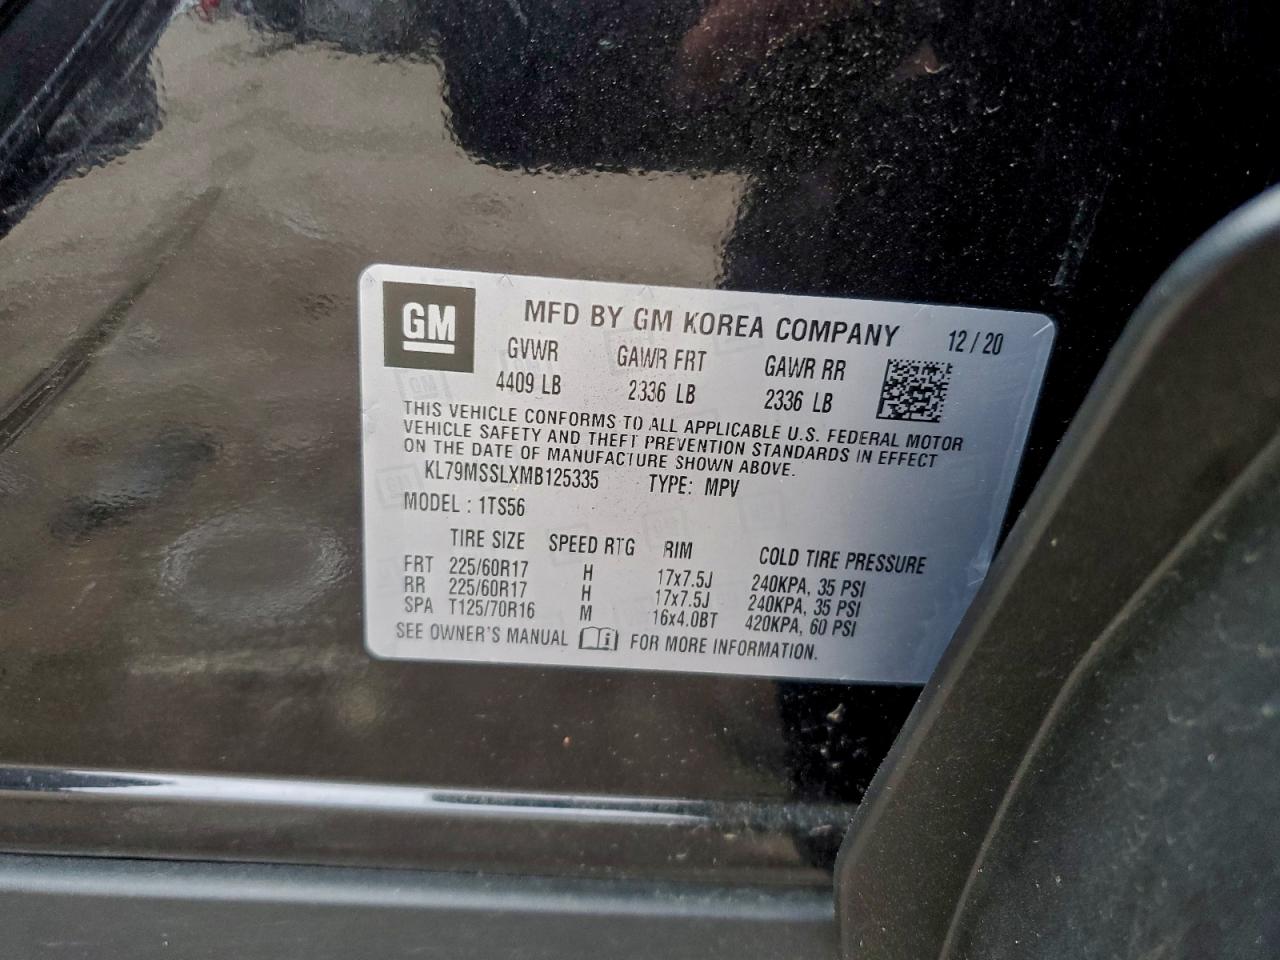 GM
MFD BY GM KOREA COMPANY 12/20
GVWR GAWR FRT GAWR RR
4409 LB 2336 LB 2336 LB
THIS VEHICLE CONFORMS TO ALL APPLICABLE U.S. FEDERAL MOTOR
VEHICLE SAFETY AND THEFT PREVENTION STANDARDS IN EFFECT
ON THE DATE OF MANUFACTURE SHOWN ABOVE.
KL79MSSLXMB125335 TYPE: MPV
MODEL : 1TS56
TIRE SIZE SPEED RTG RIM COLD TIRE PRESSURE
FRT 225/60R17 H 17x7.5J 240KPA, 35 PSI
RR 225/60R17 H 17x7.5J 240KPA, 35 PSI
SPA T125/70R16 M 16x4.0BT 420KPA, 60 PSI
SEE OWNER'S MANUAL i FOR MORE INFORMATION.